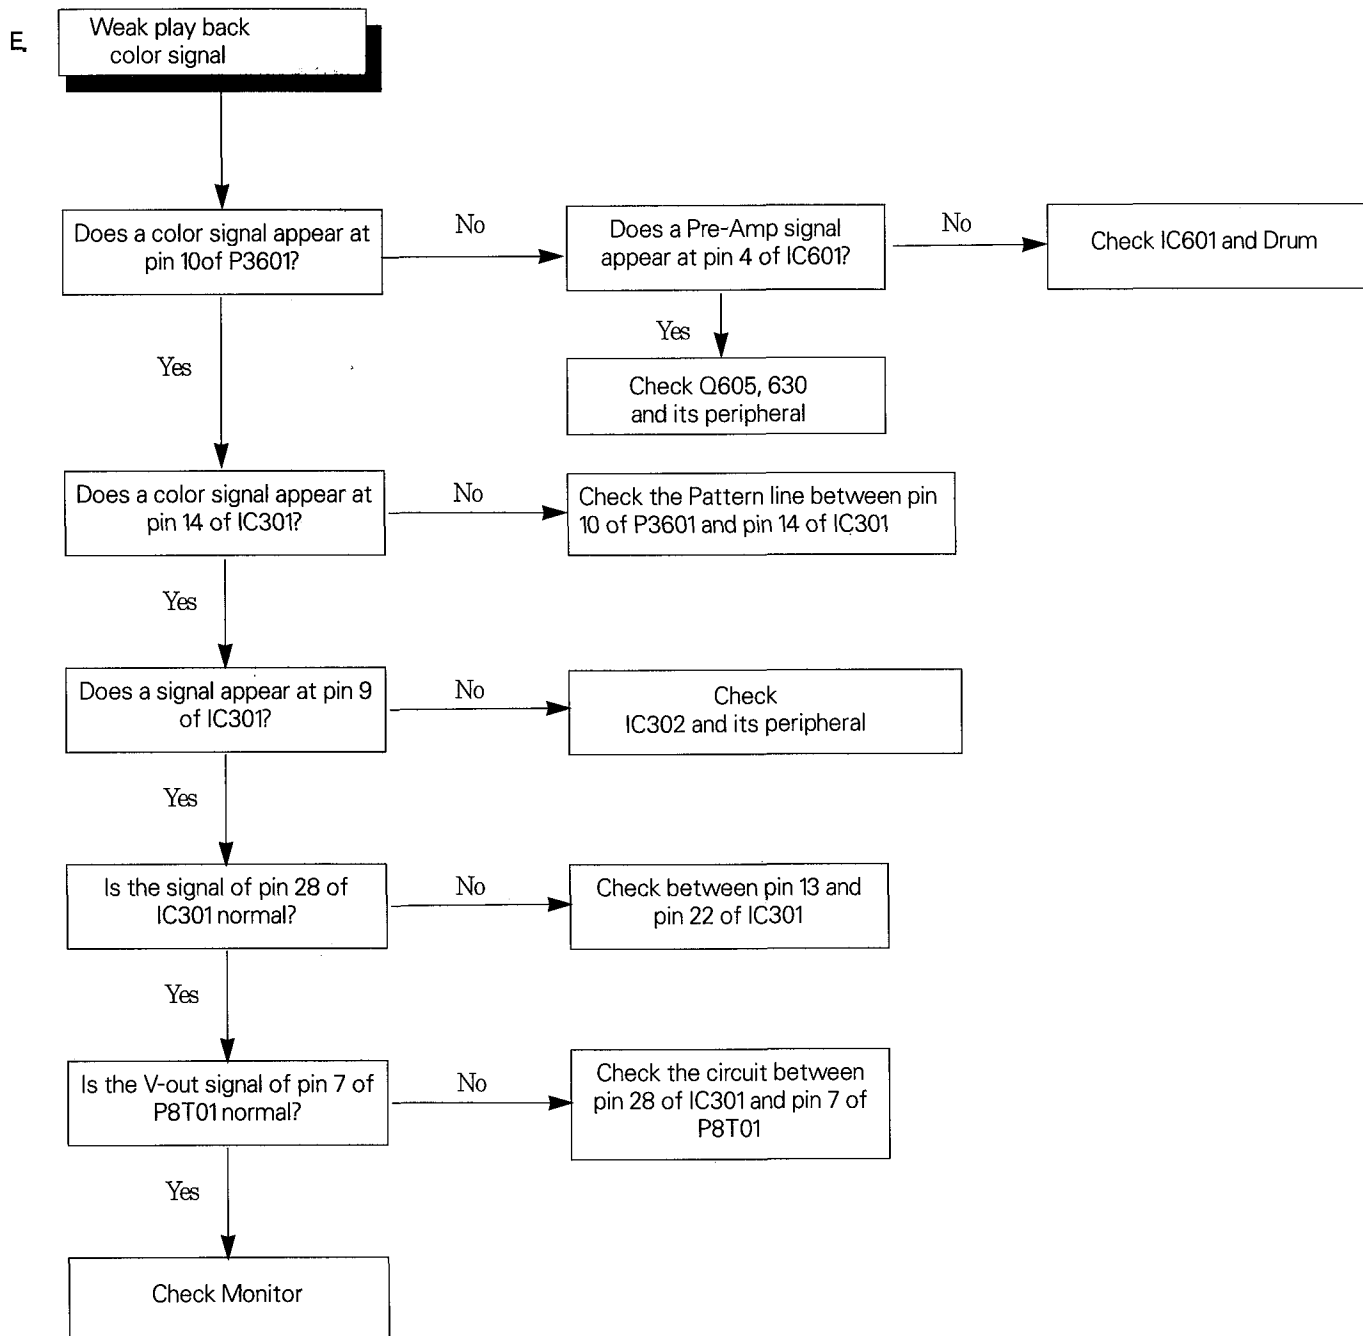 E.
Weak play back
color signal
Does a color signal appear at
pin 10of P3601?
No
Does a Pre-Amp signal
appear at pin 4 of IC601?
No
Check IC601 and Drum
Yes
Check Q605, 630
and its peripheral
Yes
Does a color signal appear at
pin 14 of IC301?
No
Check the Pattern line between pin
10 of P3601 and pin 14 of IC301
Yes
Does a signal appear at pin 9
of IC301?
No
Check
IC302 and its peripheral
Yes
Is the signal of pin 28 of
IC301 normal?
No
Check between pin 13 and
pin 22 of IC301
Yes
Is the V-out signal of pin 7 of
P8T01 normal?
No
Check the circuit between
pin 28 of IC301 and pin 7 of
P8T01
Yes
Check Monitor